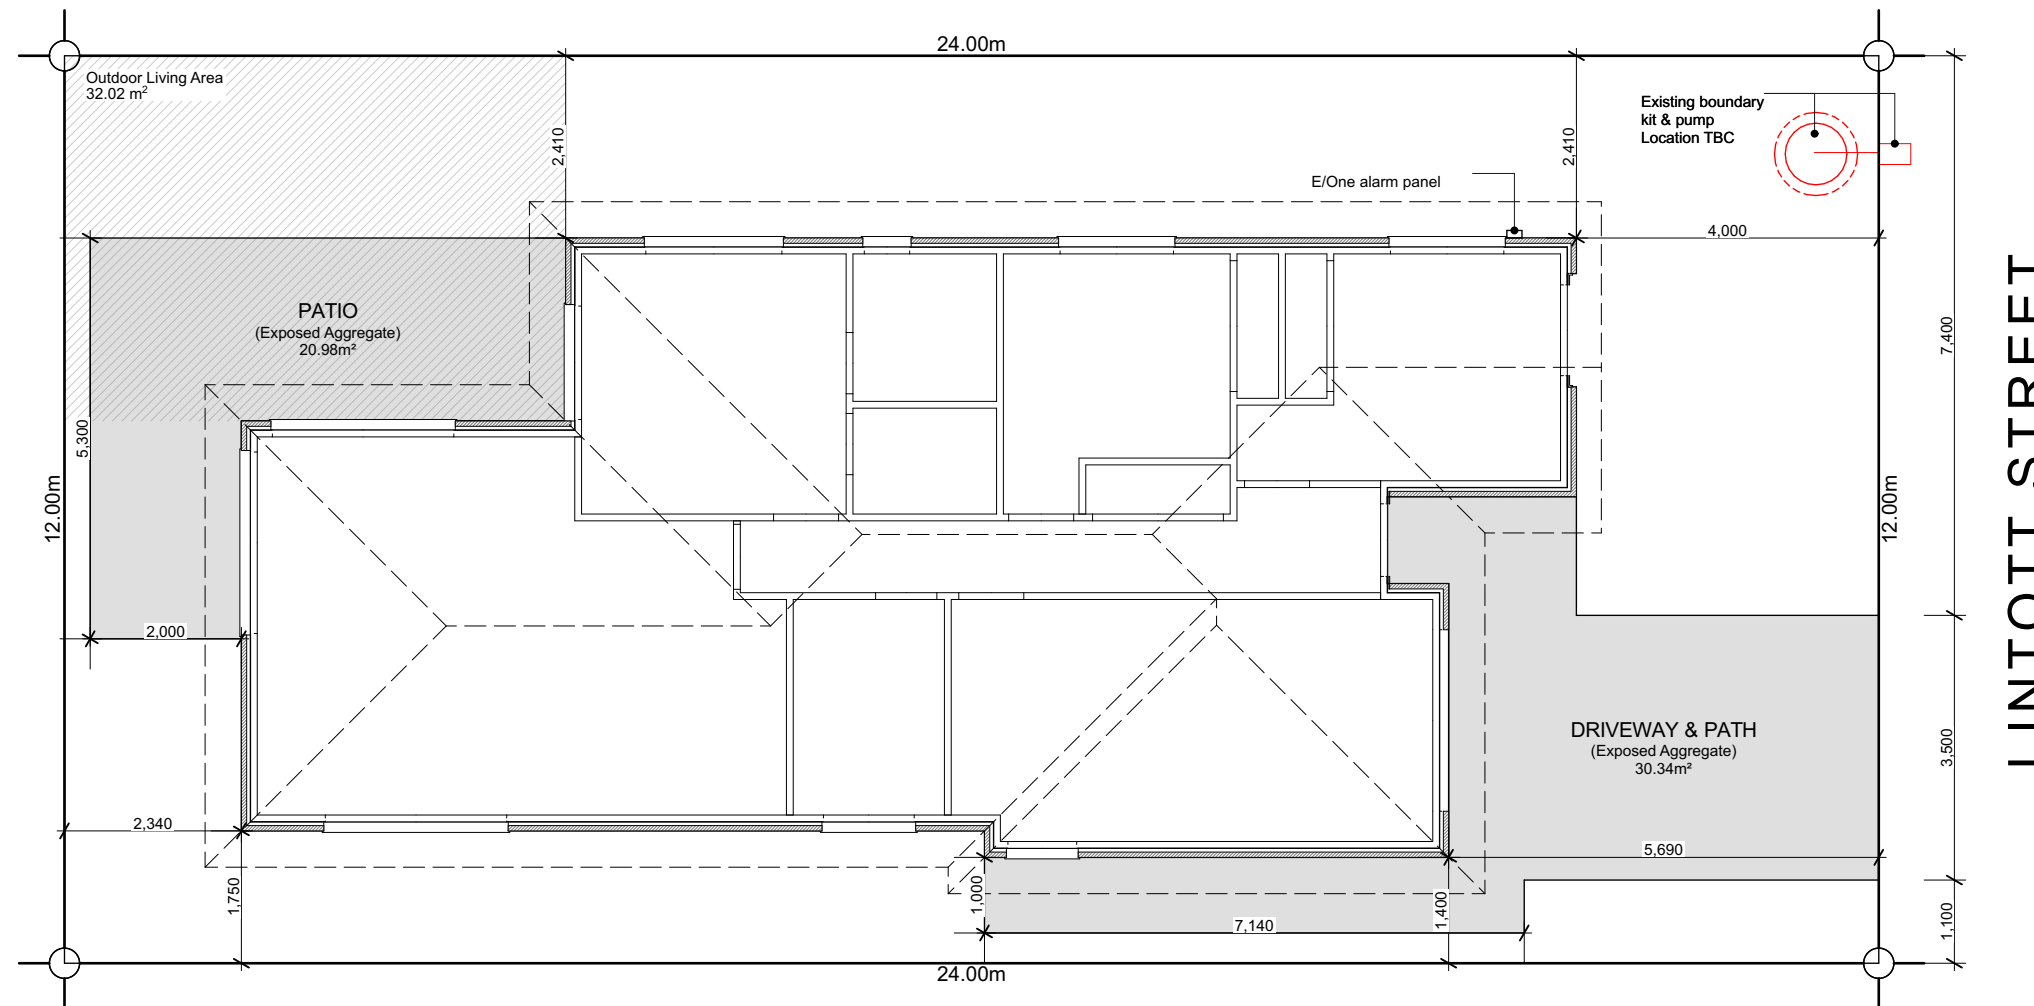 24.00m
Outdoor Living Area
32.02 m²
Existing boundary
kit & pump
Location TBC
2,410
2,410
E/One alarm panel
4,000
PATIO
(Exposed Aggregate)
20.98m²
7,400
5,300
12.00m
12.00m
LINTOTT STREET
2,000
DRIVEWAY & PATH
(Exposed Aggregate)
30.34m²
3,500
2,340
5,690
1,750
1,000
1,400
7,140
1,100
24.00m